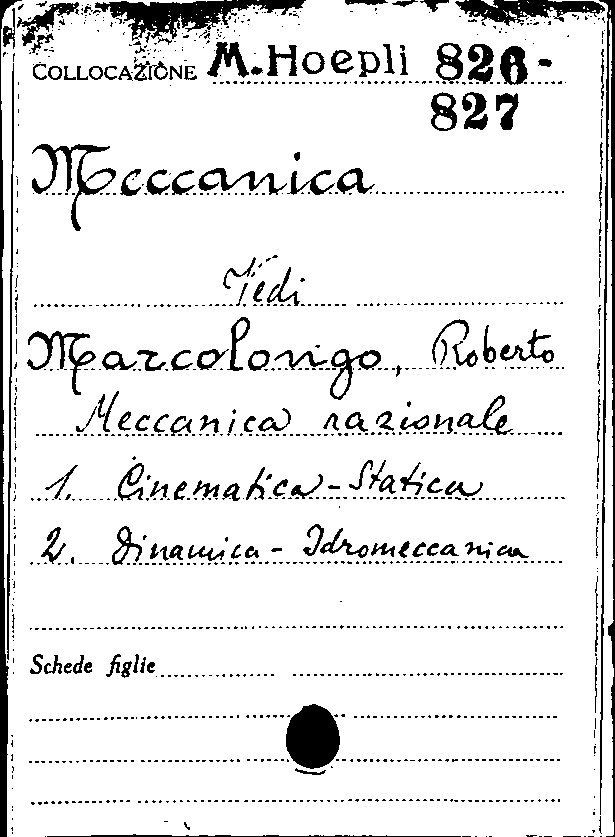 COLLOCAZIONE M. Hoepli 826-
827
Meccanica
Vedi
Marcolongo, Roberto
Meccanica razionale
1. Cinematica - Statica
2. Dinamica - Idromeccanica
Schede figlie